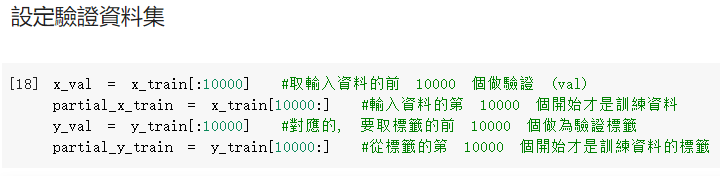 設定驗證資料集
[18] x_val = x_train[:10000] #取輸入資料的前 10000 個做驗證 (val)
partial_x_train = x_train[10000:] #輸入資料的第 10000 個開始才是訓練資料
y_val = y_train[:10000] #對應的, 要取標籤的前 10000 個做為驗證標籤
partial_y_train = y_train[10000:] #從標籤的第 10000 個開始才是訓練資料的標籤